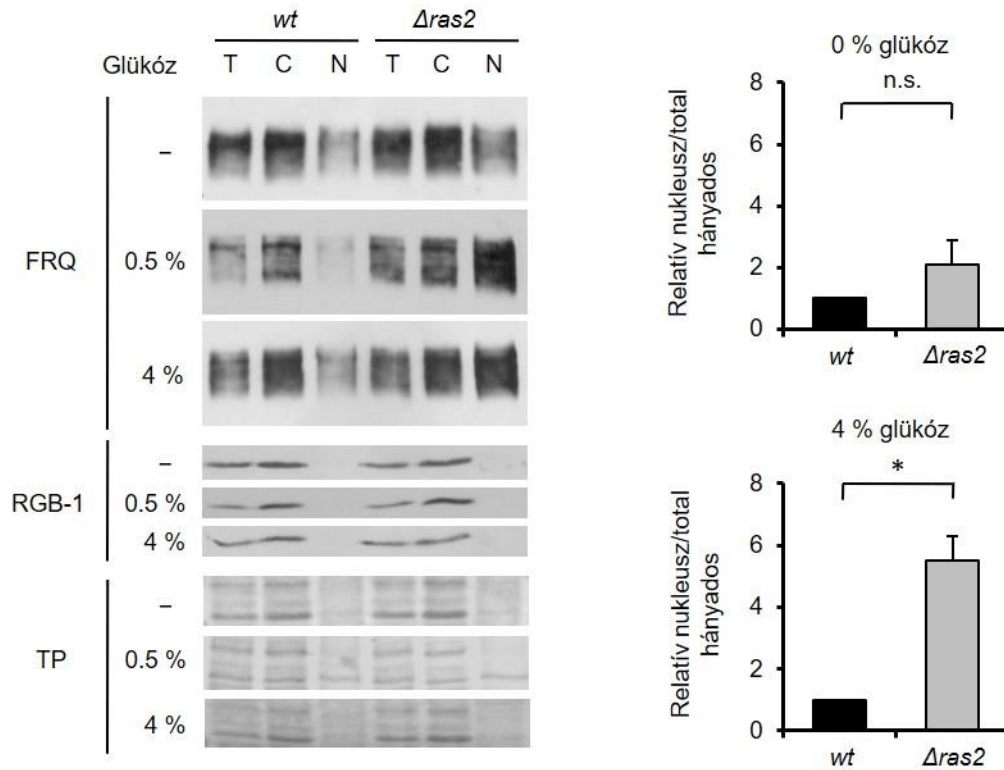 wt Δras2
Glükóz T C N T C N
–
FRQ 0.5 %
4 %
–
RGB-1 0.5 %
4 %
–
TP 0.5 %
4 %
0 % glükóz
n.s.
8
6
4
2
0
Relatív nukleusz/total
hányados
wt Δras2
4 % glükóz
*
8
6
4
2
0
Relatív nukleusz/total
hányados
wt Δras2